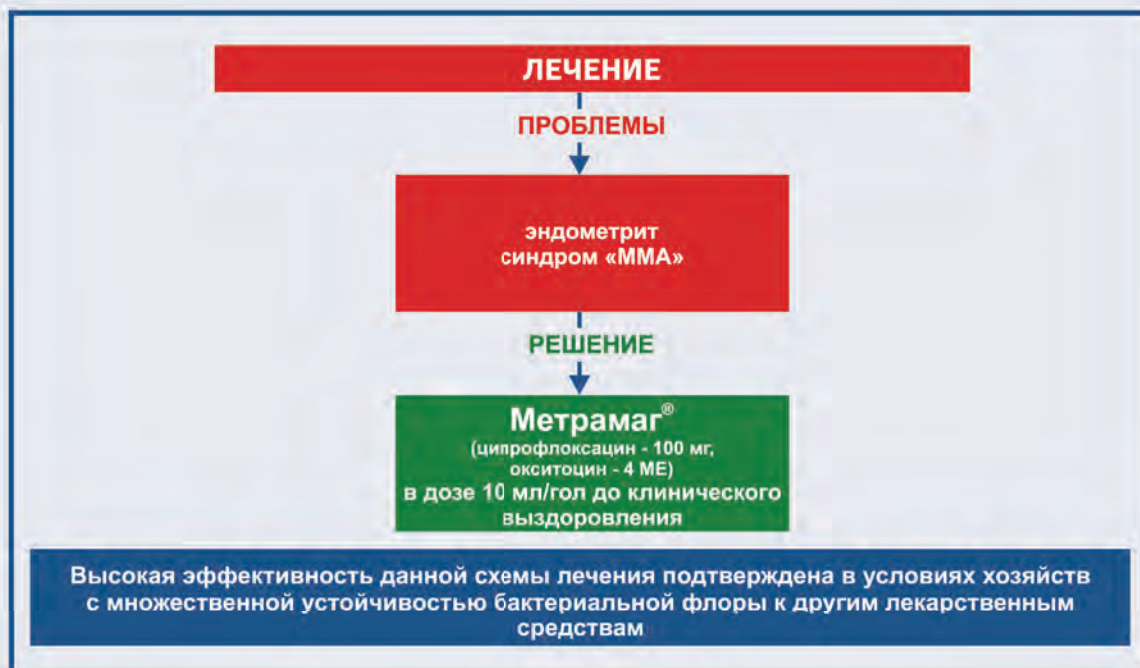 ЛЕЧЕНИЕ
ПРОБЛЕМЫ
эндометрит
синдром «ММА»
РЕШЕНИЕ
Метрамаг®
(ципрофлоксацин - 100 мг,
окситоцин - 4 МЕ)
в дозе 10 мл/гол до клинического
выздоровления
Высокая эффективность данной схемы лечения подтверждена в условиях хозяйств
с множественной устойчивостью бактериальной флоры к другим лекарственным
средствам